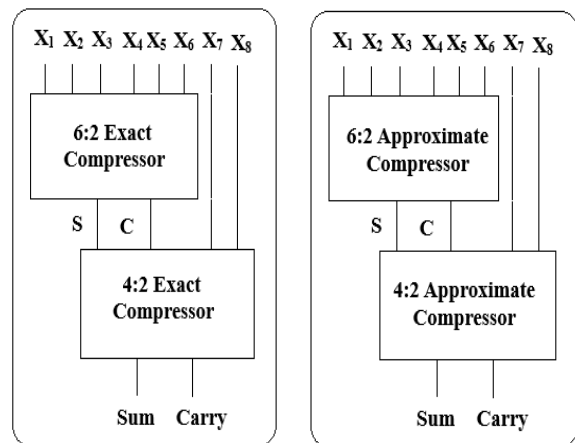 X₁ X₂ X₃ X₄ X₅ X₆ X₇ X₈
6:2 Exact
Compressor
S C
4:2 Exact
Compressor
Sum Carry
X₁ X₂ X₃ X₄ X₅ X₆ X₇ X₈
6:2 Approximate
Compressor
S C
4:2 Approximate
Compressor
Sum Carry